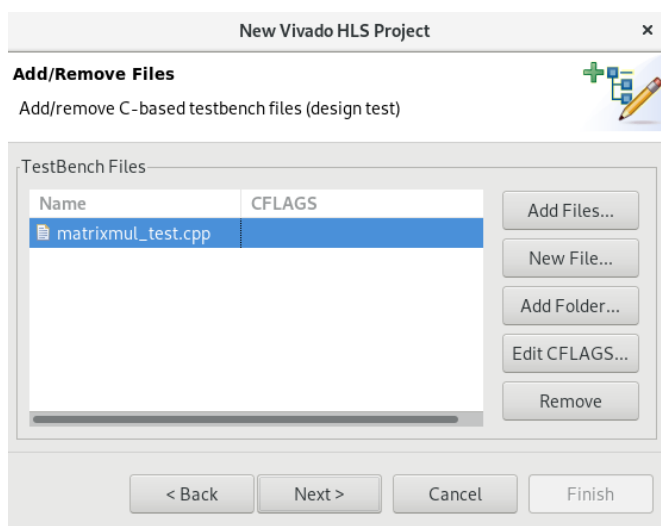 New Vivado HLS Project ×
Add/Remove Files
Add/remove C-based testbench files (design test)
TestBench Files
Name CFLAGS
matrixmul_test.cpp
Add Files...
New File...
Add Folder...
Edit CFLAGS...
Remove
< Back Next > Cancel Finish